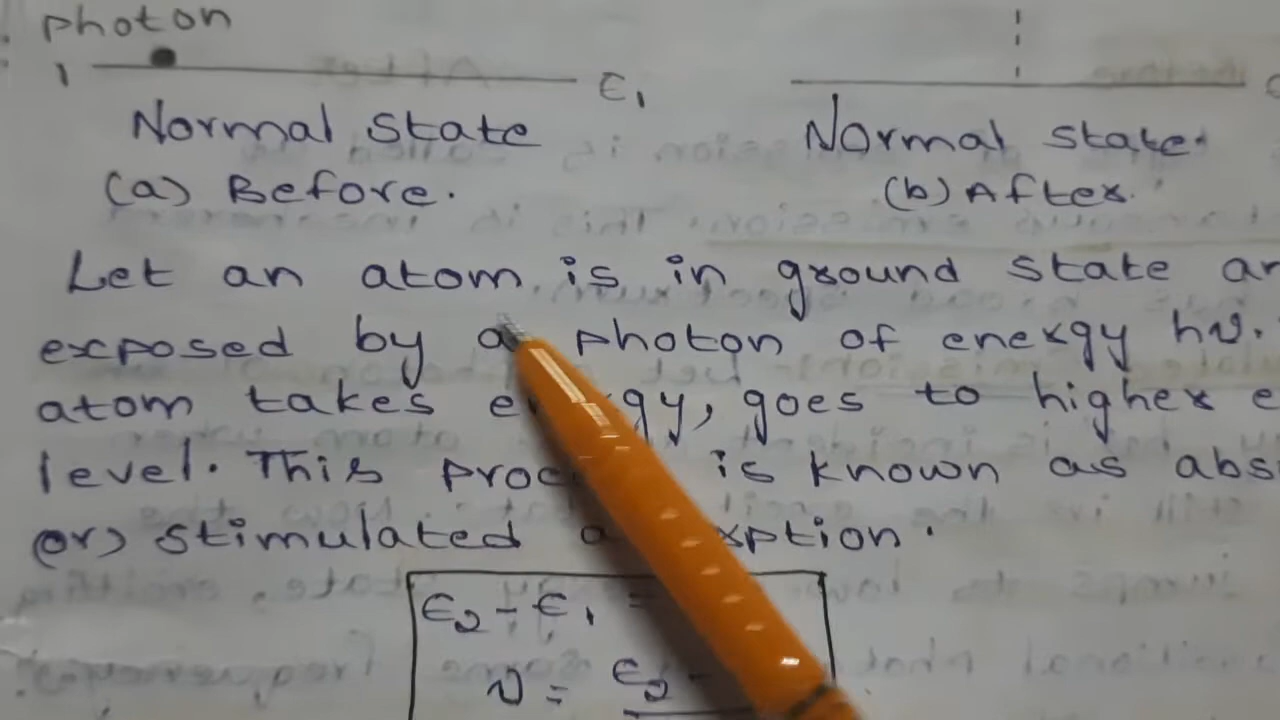 photon
1 E1
Normal State
Normal state.
(a) Before.
(b) After.
Let an atom is in ground state
exposed by a photon of energy hν.
atom takes goes to higher
level. This is known as
(or) stimulated
E2 - E1 =
ν = E2 -